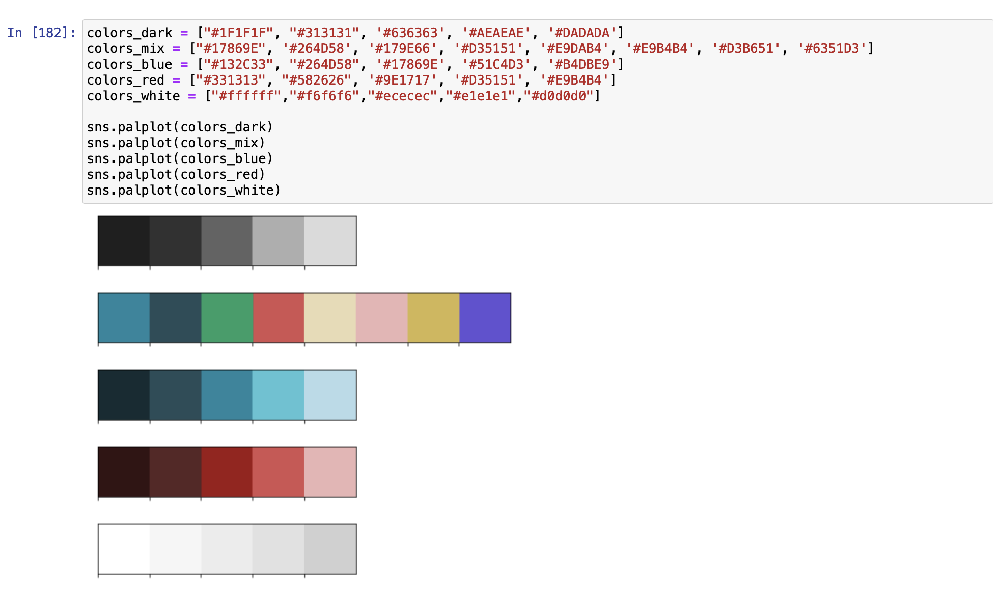 In [182]:
colors_dark = ["#1F1F1F", "#313131", '#636363', '#AEAEAE', '#DADADA']
colors_mix = ["#17869E", '#264D58', '#179E66', '#D35151', '#E9DAB4', '#E9B4B4', '#D3B651', '#6351D3']
colors_blue = ["#132C33", "#264D58", '#17869E', '#51C4D3', '#B4DBE9']
colors_red = ["#331313", "#582626", '#9E1717', '#D35151', '#E9B4B4']
colors_white = ["#ffffff","#f6f6f6","#ececec","#e1e1e1","#d0d0d0"]
sns.palplot(colors_dark)
sns.palplot(colors_mix)
sns.palplot(colors_blue)
sns.palplot(colors_red)
sns.palplot(colors_white)